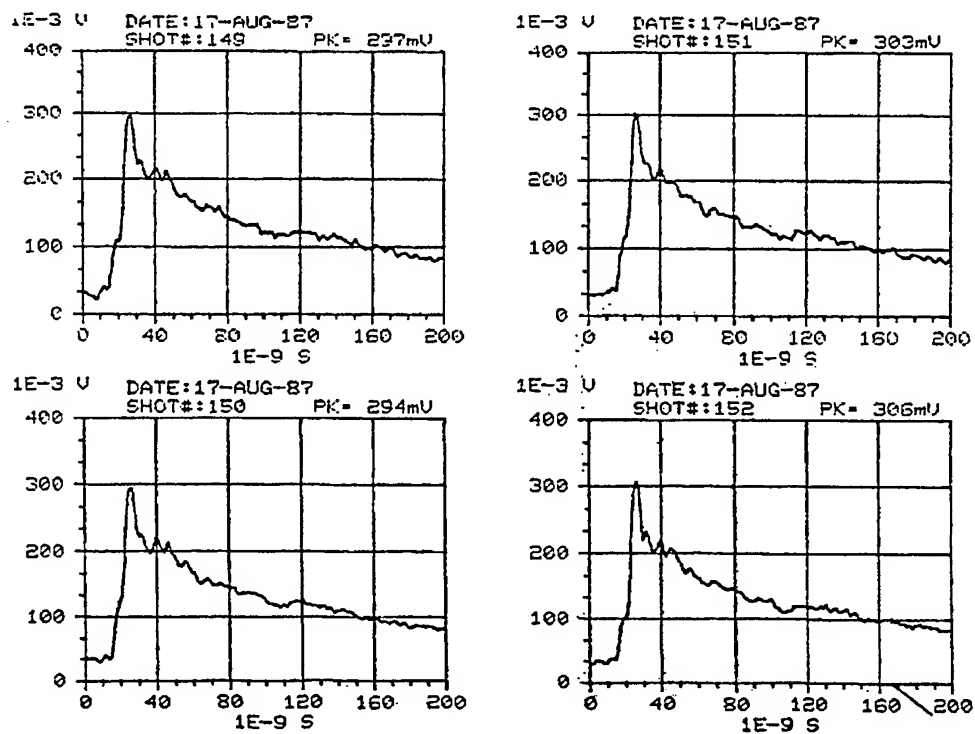 1E-3 V DATE:17-AUG-87
SHOT#:149 PK= 297mV
400
300
200
100
0
0 40 80 120 160 200
1E-9 S
1E-3 V DATE:17-AUG-87
SHOT#:151 PK= 303mV
400
300
200
100
0
0 40 80 120 160 200
1E-9 S
1E-3 V DATE:17-AUG-87
SHOT#:150 PK= 294mV
400
300
200
100
0
0 40 80 120 160 200
1E-9 S
1E-3 V DATE:17-AUG-87
SHOT#:152 PK= 306mV
400
300
200
100
0
0 40 80 120 160 200
1E-9 S